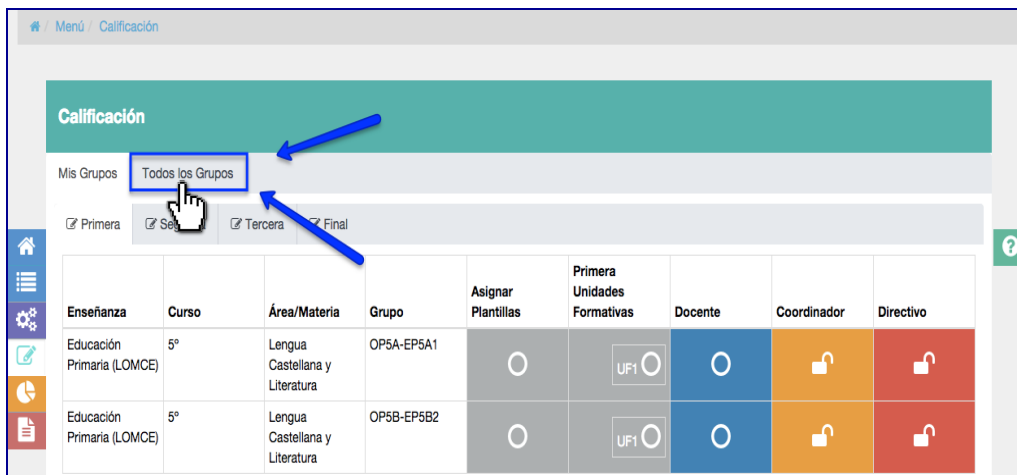 / Menú / Calificación
Calificación
Mis Grupos Todos los Grupos
Primera Tercera Final
Enseñanza Curso Área/Materia Grupo Asignar Plantillas Primera Unidades Formativas Docente Coordinador Directivo
Educación Primaria (LOMCE) 5º Lengua Castellana y Literatura OP5A-EP5A1 UF1
Educación Primaria (LOMCE) 5º Lengua Castellana y Literatura OP5B-EP5B2 UF1
?